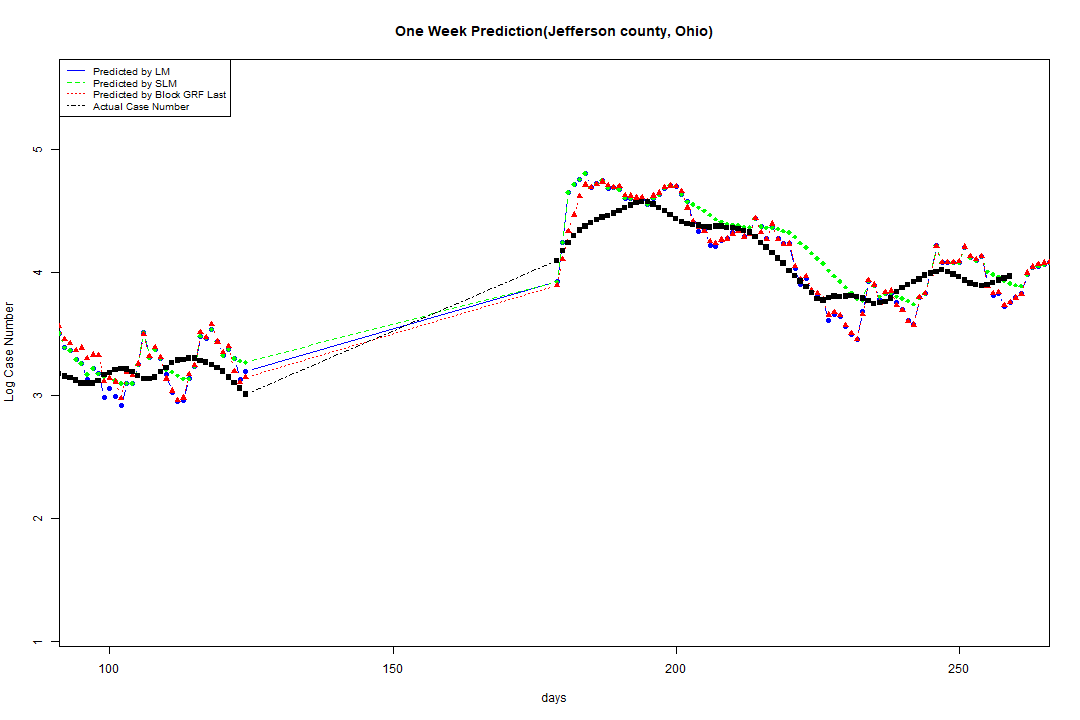 One Week Prediction(Jefferson county, Ohio)
Predicted by LM
Predicted by SLM
Predicted by Block GRF Last
Actual Case Number
5
4
3
2
1
Log Case Number
100 150 200 250
days